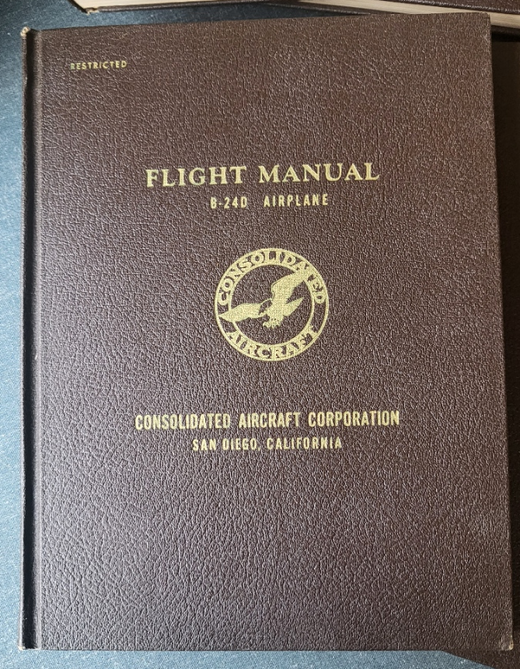 RESTRICTED
FLIGHT MANUAL
B-24D AIRPLANE
CONSOLIDATED
AIRCRAFT
CONSOLIDATED AIRCRAFT CORPORATION
SAN DIEGO, CALIFORNIA